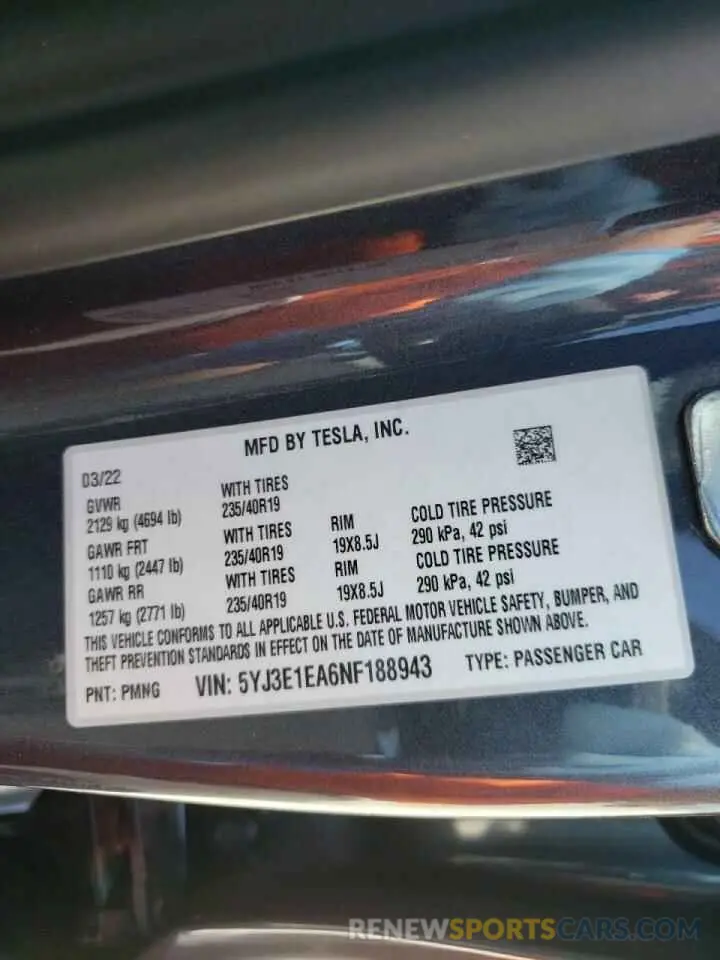 MFD BY TESLA, INC.
03/22
GVWR
2129 kg (4694 lb)
WITH TIRES
235/40R19
GAWR FRT
1110 kg (2447 lb)
WITH TIRES
235/40R19
RIM
19X8.5J
COLD TIRE PRESSURE
290 kPa, 42 psi
GAWR RR
1257 kg (2771 lb)
WITH TIRES
235/40R19
RIM
19X8.5J
COLD TIRE PRESSURE
290 kPa, 42 psi
THIS VEHICLE CONFORMS TO ALL APPLICABLE U.S. FEDERAL MOTOR VEHICLE SAFETY, BUMPER, AND
THEFT PREVENTION STANDARDS IN EFFECT ON THE DATE OF MANUFACTURE SHOWN ABOVE.
PNT: PMNG VIN: 5YJ3E1EA6NF188943 TYPE: PASSENGER CAR
RENEWSPORTSCARS.COM